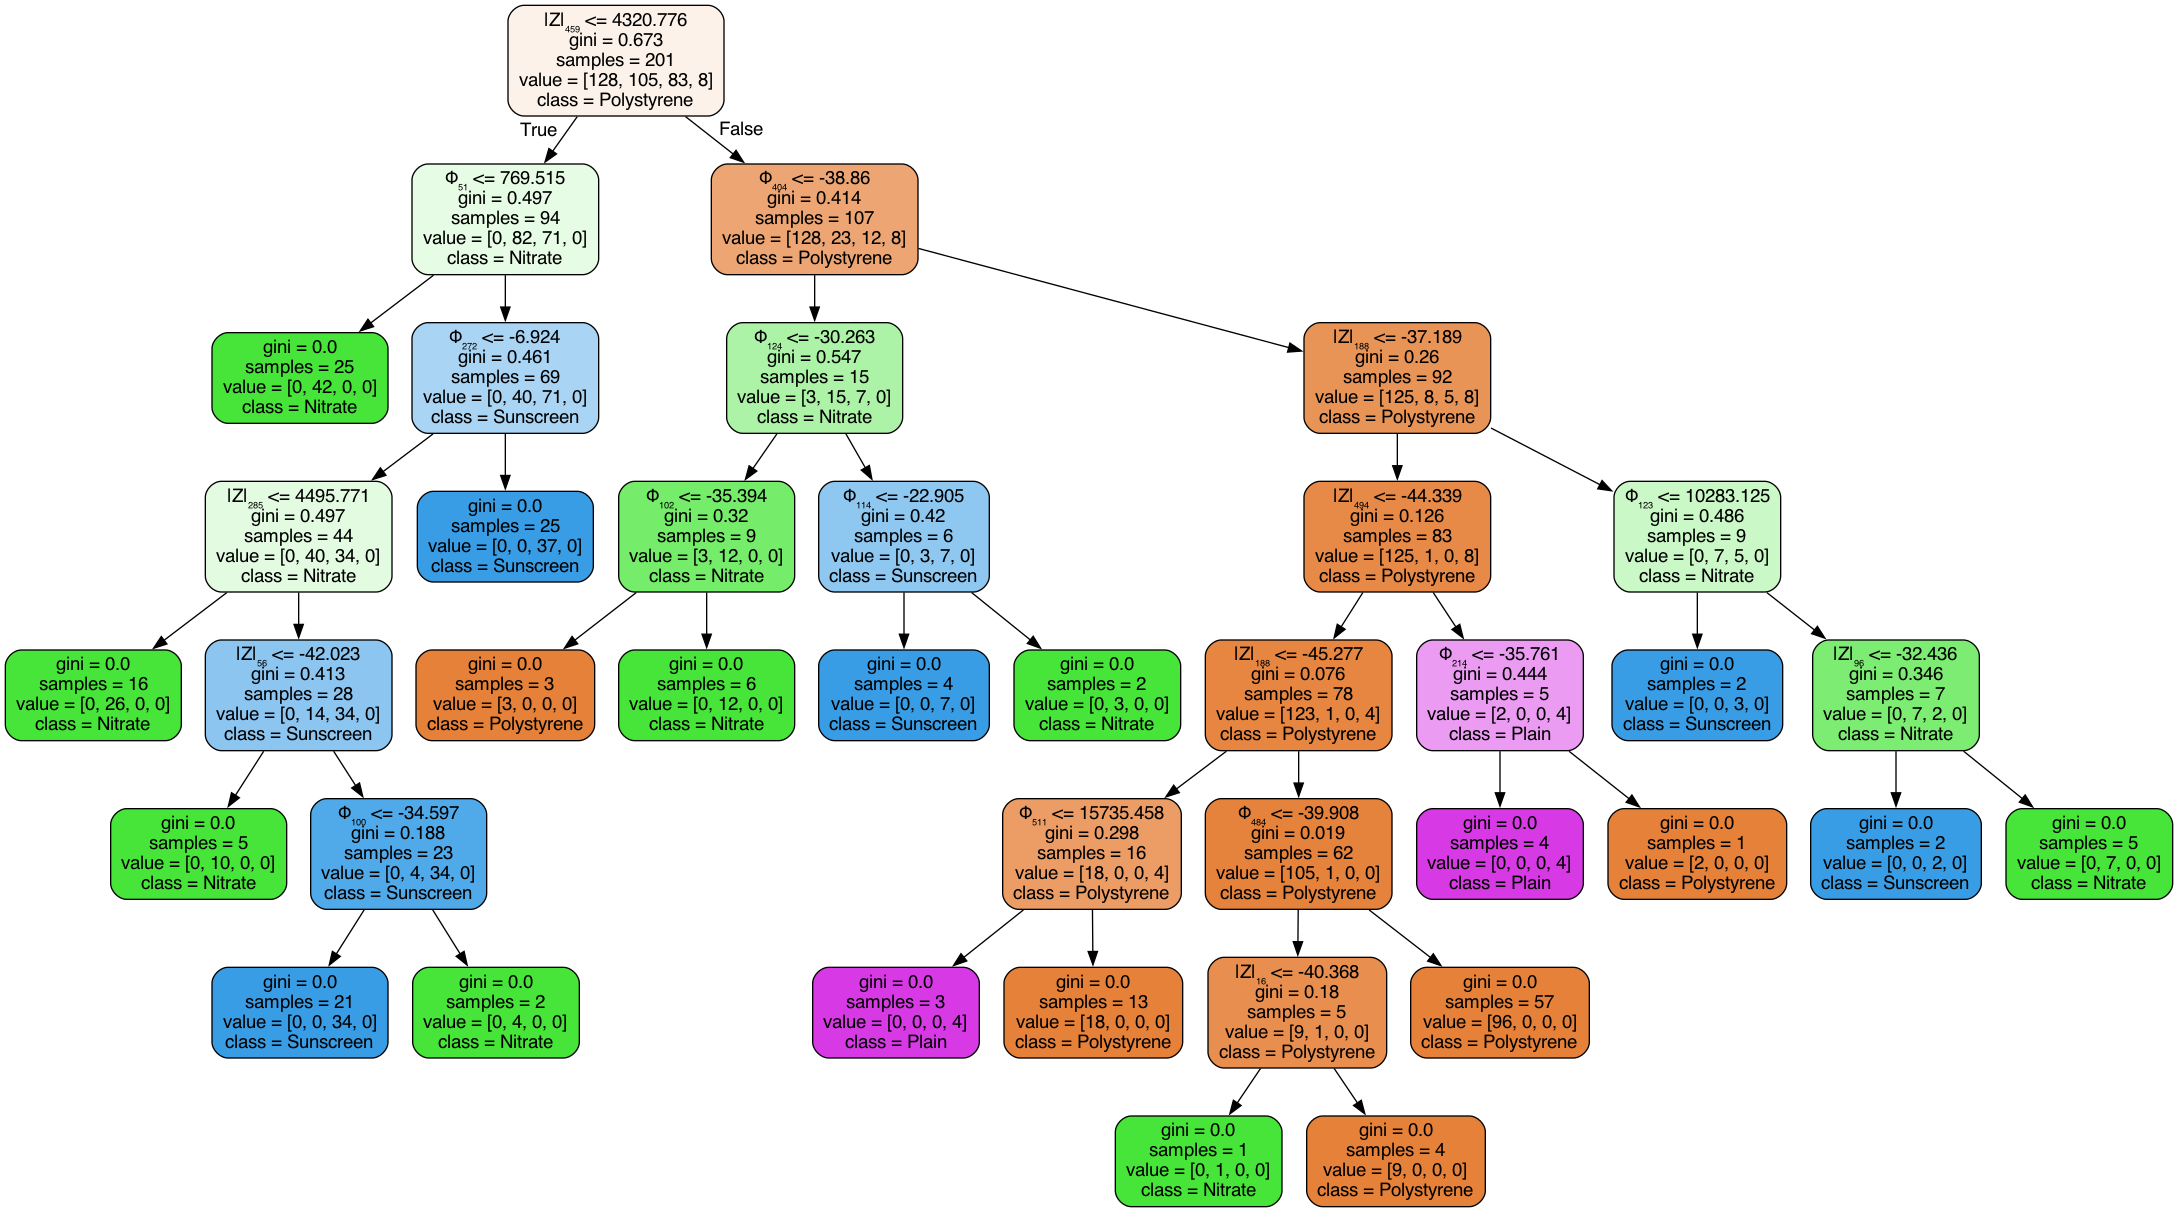 |Z|₄₅₉ <= 4320.776
gini = 0.673
samples = 201
value = [128, 105, 83, 8]
class = Polystyrene
True
False
Φ₅₁ <= 769.515
gini = 0.497
samples = 94
value = [0, 82, 71, 0]
class = Nitrate
Φ₄₀₄ <= -38.86
gini = 0.414
samples = 107
value = [128, 23, 12, 8]
class = Polystyrene
gini = 0.0
samples = 25
value = [0, 42, 0, 0]
class = Nitrate
Φ₂₇₂ <= -6.924
gini = 0.461
samples = 69
value = [0, 40, 71, 0]
class = Sunscreen
Φ₁₂₄ <= -30.263
gini = 0.547
samples = 15
value = [3, 15, 7, 0]
class = Nitrate
|Z|₁₈₈ <= -37.189
gini = 0.26
samples = 92
value = [125, 8, 5, 8]
class = Polystyrene
|Z|₂₈₅ <= 4495.771
gini = 0.497
samples = 44
value = [0, 40, 34, 0]
class = Nitrate
gini = 0.0
samples = 25
value = [0, 0, 37, 0]
class = Sunscreen
Φ₁₀₂ <= -35.394
gini = 0.32
samples = 9
value = [3, 12, 0, 0]
class = Nitrate
Φ₁₁₄ <= -22.905
gini = 0.42
samples = 6
value = [0, 3, 7, 0]
class = Sunscreen
|Z|₄₉₄ <= -44.339
gini = 0.126
samples = 83
value = [125, 1, 0, 8]
class = Polystyrene
Φ₁₂₃ <= 10283.125
gini = 0.486
samples = 9
value = [0, 7, 5, 0]
class = Nitrate
gini = 0.0
samples = 16
value = [0, 26, 0, 0]
class = Nitrate
|Z|₅₆ <= -42.023
gini = 0.413
samples = 28
value = [0, 14, 34, 0]
class = Sunscreen
gini = 0.0
samples = 3
value = [3, 0, 0, 0]
class = Polystyrene
gini = 0.0
samples = 6
value = [0, 12, 0, 0]
class = Nitrate
gini = 0.0
samples = 4
value = [0, 0, 7, 0]
class = Sunscreen
gini = 0.0
samples = 2
value = [0, 3, 0, 0]
class = Nitrate
|Z|₁₈₈ <= -45.277
gini = 0.076
samples = 78
value = [123, 1, 0, 4]
class = Polystyrene
Φ₂₁₄ <= -35.761
gini = 0.444
samples = 5
value = [2, 0, 0, 4]
class = Plain
gini = 0.0
samples = 2
value = [0, 0, 3, 0]
class = Sunscreen
|Z|₉₆ <= -32.436
gini = 0.346
samples = 7
value = [0, 7, 2, 0]
class = Nitrate
gini = 0.0
samples = 5
value = [0, 10, 0, 0]
class = Nitrate
Φ₁₀₀ <= -34.597
gini = 0.188
samples = 23
value = [0, 4, 34, 0]
class = Sunscreen
Φ₅₁₁ <= 15735.458
gini = 0.298
samples = 16
value = [18, 0, 0, 4]
class = Polystyrene
Φ₄₈₄ <= -39.908
gini = 0.019
samples = 62
value = [105, 1, 0, 0]
class = Polystyrene
gini = 0.0
samples = 4
value = [0, 0, 0, 4]
class = Plain
gini = 0.0
samples = 1
value = [2, 0, 0, 0]
class = Polystyrene
gini = 0.0
samples = 2
value = [0, 0, 2, 0]
class = Sunscreen
gini = 0.0
samples = 5
value = [0, 7, 0, 0]
class = Nitrate
gini = 0.0
samples = 21
value = [0, 0, 34, 0]
class = Sunscreen
gini = 0.0
samples = 2
value = [0, 4, 0, 0]
class = Nitrate
gini = 0.0
samples = 3
value = [0, 0, 0, 4]
class = Plain
gini = 0.0
samples = 13
value = [18, 0, 0, 0]
class = Polystyrene
|Z|₁₆ <= -40.368
gini = 0.18
samples = 5
value = [9, 1, 0, 0]
class = Polystyrene
gini = 0.0
samples = 57
value = [96, 0, 0, 0]
class = Polystyrene
gini = 0.0
samples = 1
value = [0, 1, 0, 0]
class = Nitrate
gini = 0.0
samples = 4
value = [9, 0, 0, 0]
class = Polystyrene